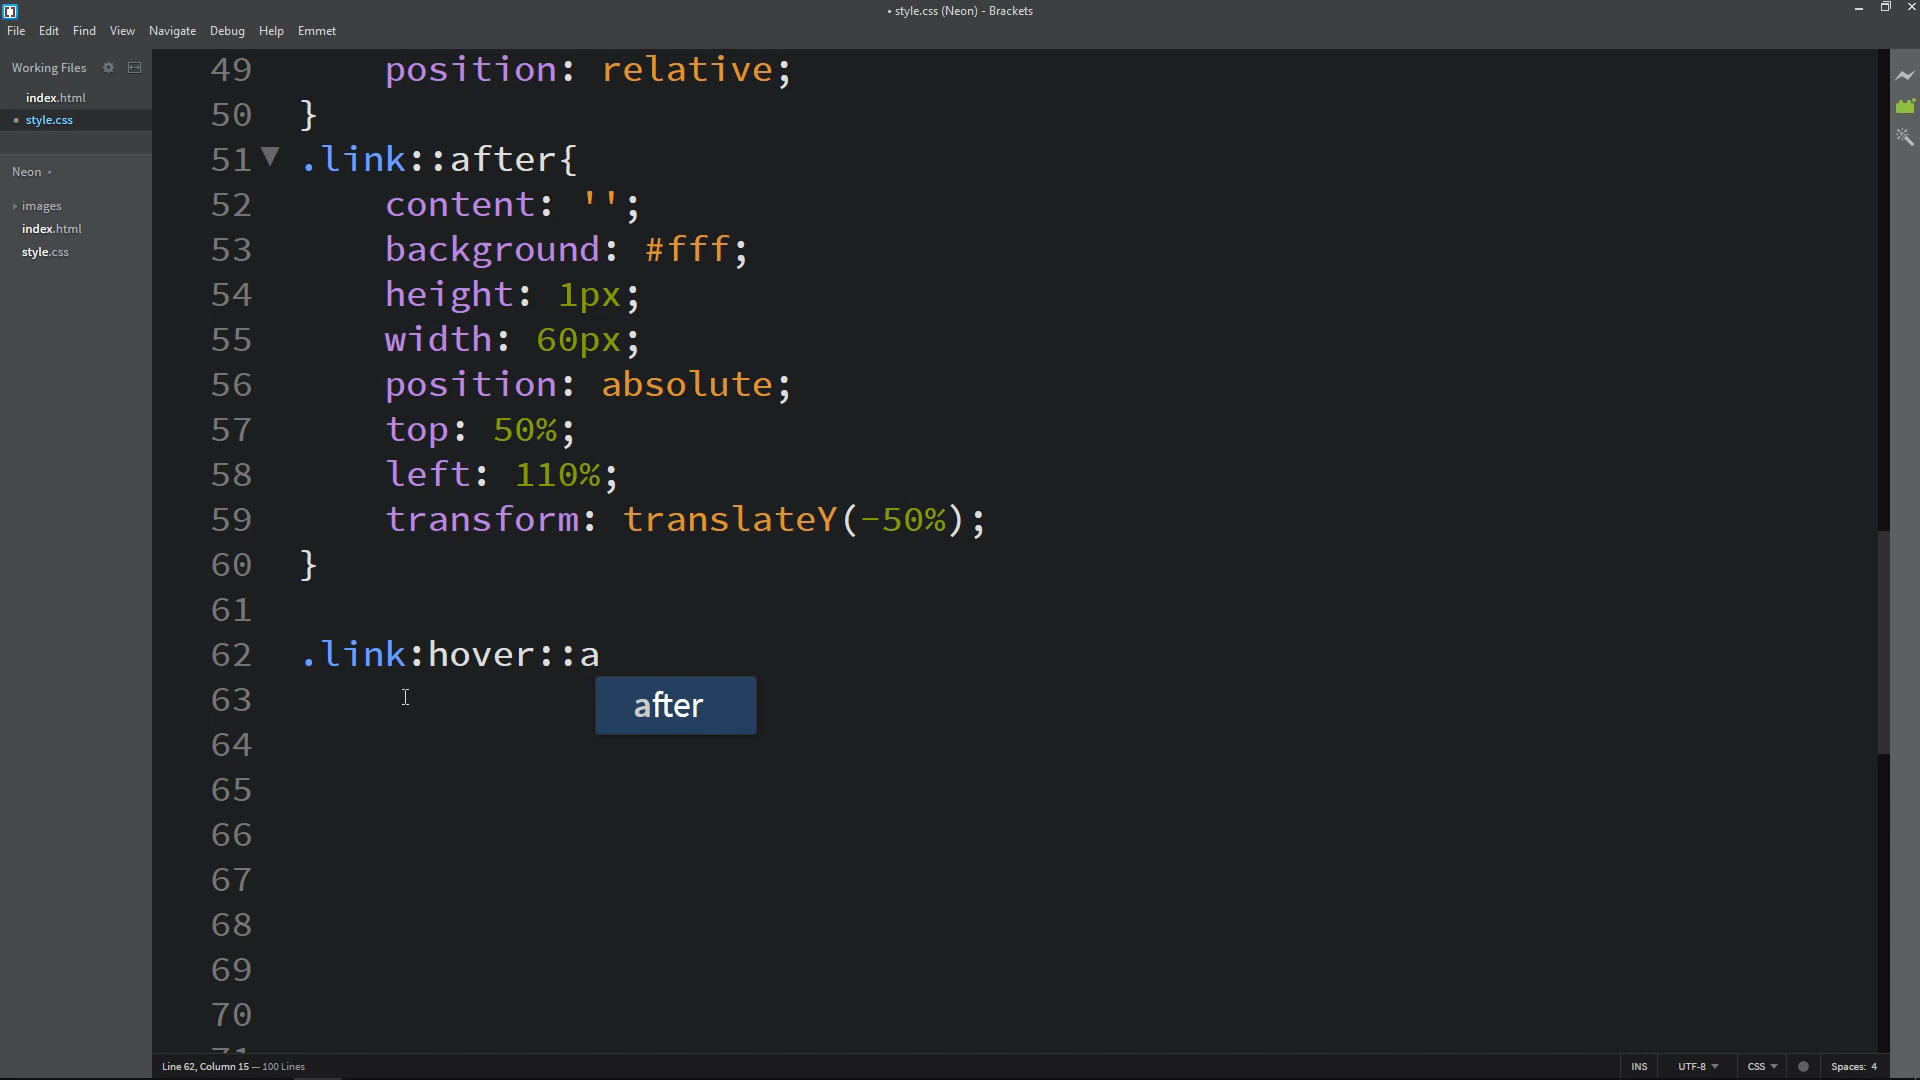 • style.css (Neon) - Brackets
File Edit Find View Navigate Debug Help Emmet
Working Files
index.html
• style.css
Neon
images
index.html
style.css
49 position: relative;
50 }
51 .link::after{
52 content: '';
53 background: #fff;
54 height: 1px;
55 width: 60px;
56 position: absolute;
57 top: 50%;
58 left: 110%;
59 transform: translateY(-50%);
60 }
61
62 .link:hover::a
63
after
64
65
66
67
68
69
70
71
Line 62, Column 15 — 100 Lines
INS UTF-8 CSS Spaces: 4